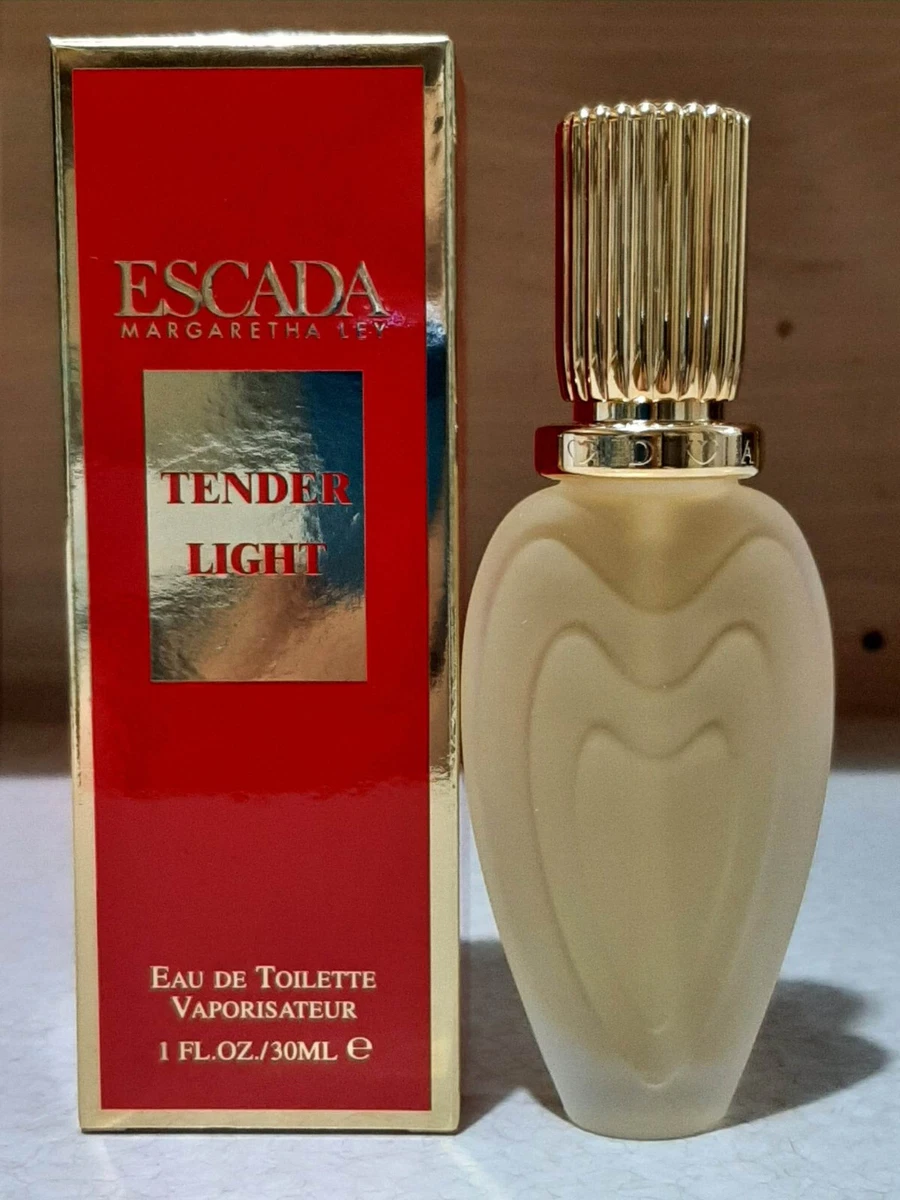 ESCADA
MARGARETHA LEY
TENDER
LIGHT
EAU DE TOILETTE
VAPORISATEUR
1 FL.OZ./30ML ℮
D A